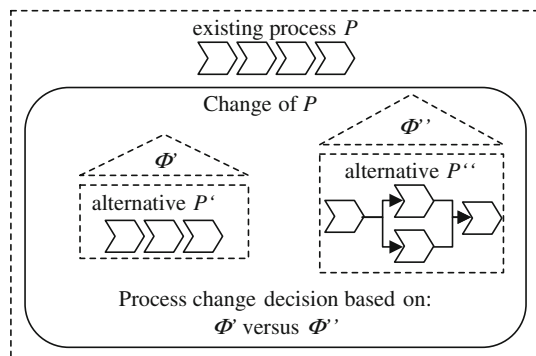 existing process P
Change of P
Φ’
Φ’’
alternative P‘
alternative P‘‘
Process change decision based on:
Φ’ versus Φ’’